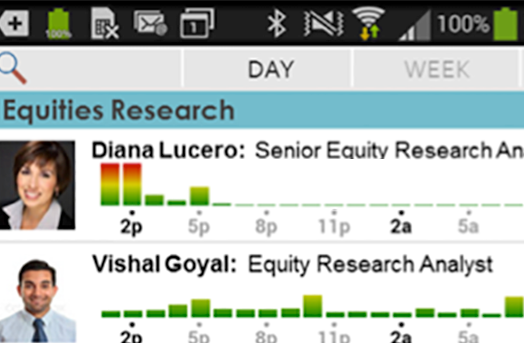 100%
1
100%
DAY WEEK
Equities Research
Diana Lucero: Senior Equity Research An
2p 5p 8p 11p 2a 5a
Vishal Goyal: Equity Research Analyst
2p 5p 8p 11p 2a 5a